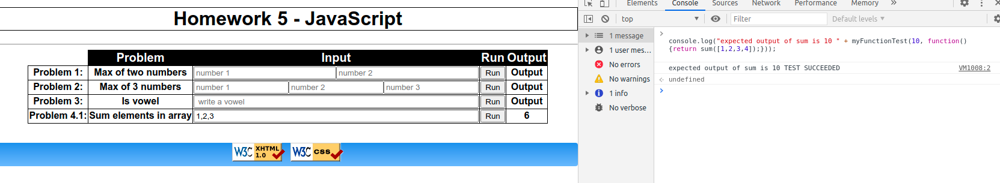 Homework 5 - JavaScript
Problem Input Run Output
Problem 1: Max of two numbers number 1 number 2 Run Output
Problem 2: Max of 3 numbers number 1 number 2 number 3 Run Output
Problem 3: Is vowel write a vowel Run Output
Problem 4.1: Sum elements in array 1,2,3 Run 6
W3C XHTML 1.0 W3C css
Elements Console Sources Network Performance Memory »
top Filter Default levels
1 message
1 user mes...
No errors
No warnings
1 info
No verbose
console.log("expected output of sum is 10 " + myFunctionTest(10, function()
{return sum([1,2,3,4]);}));
expected output of sum is 10 TEST SUCCEEDED VM1008:2
undefined